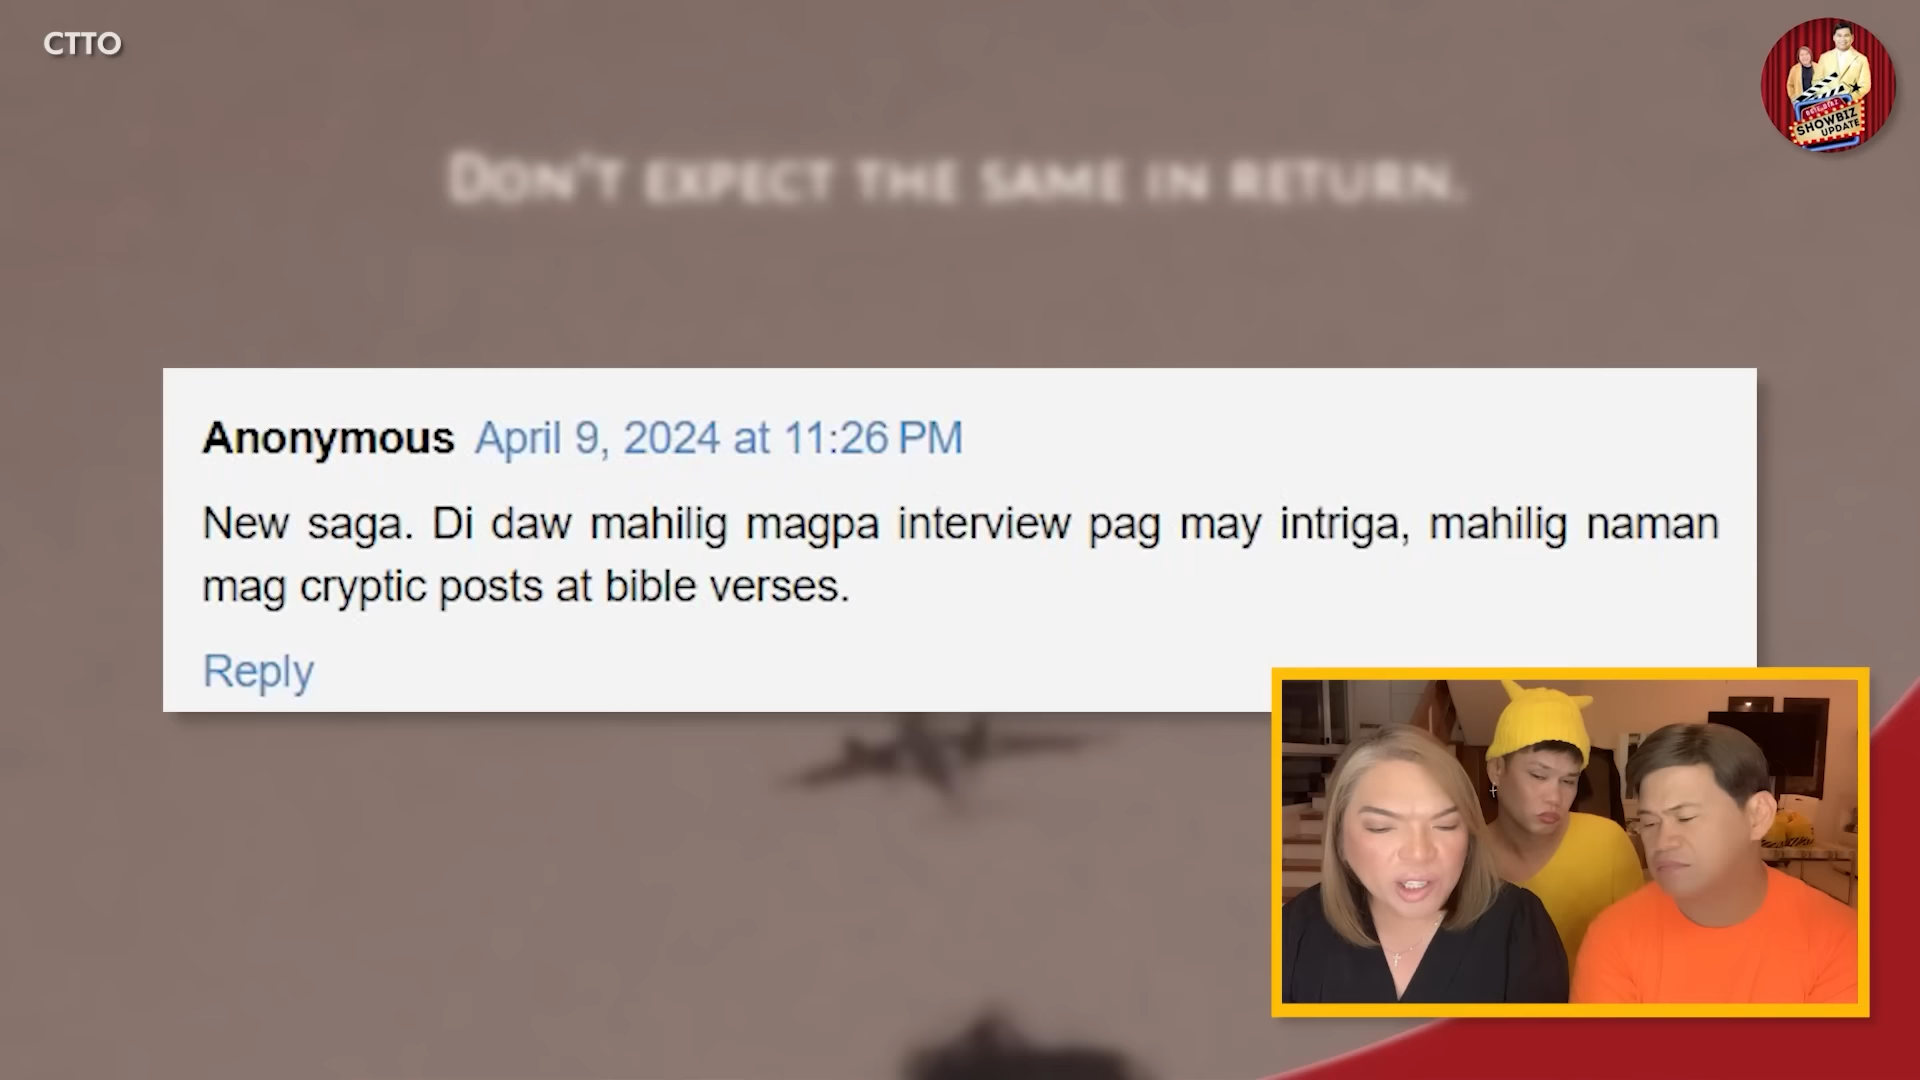 CTTO
SHOWBIZ
UPDATE
DON'T EXPECT THE SAME IN RETURN.
Anonymous April 9, 2024 at 11:26 PM
New saga. Di daw mahilig magpa interview pag may intriga, mahilig naman
mag cryptic posts at bible verses.
Reply